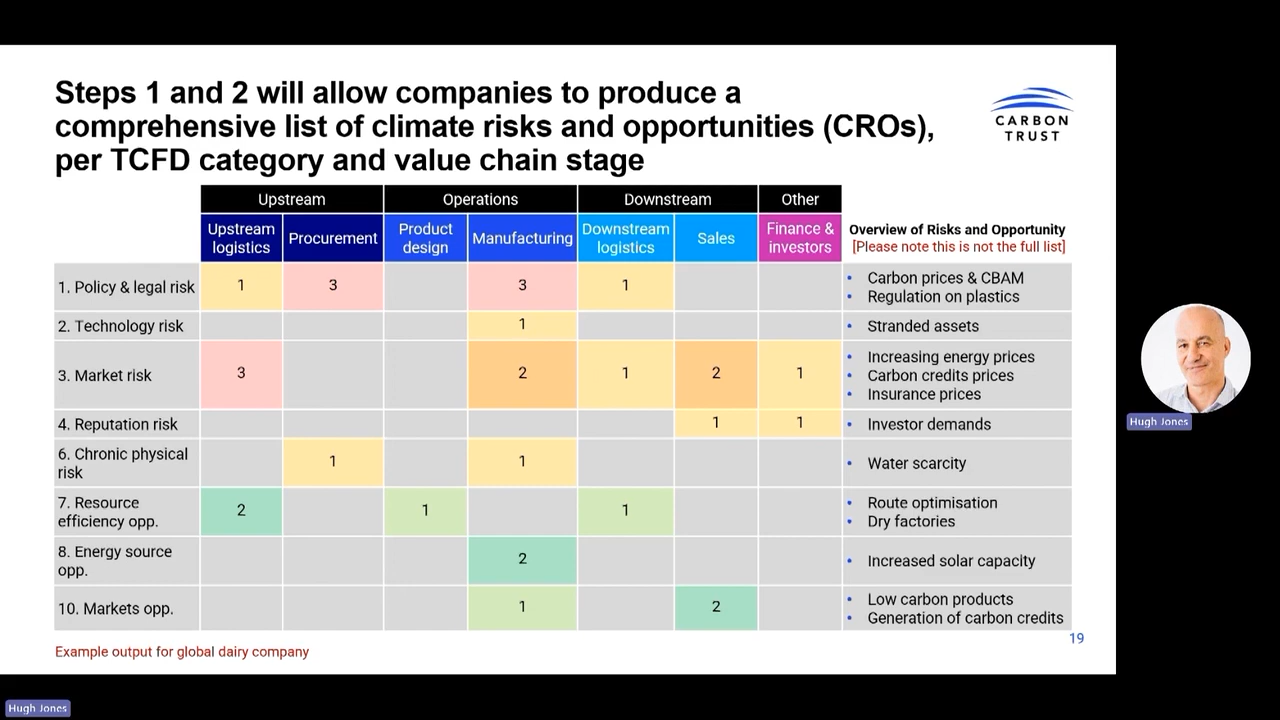 Steps 1 and 2 will allow companies to produce a
comprehensive list of climate risks and opportunities (CROs),
per TCFD category and value chain stage
CARBON
TRUST
Upstream Operations Downstream Other
Upstream logistics Procurement Product design Manufacturing Downstream logistics Sales Finance & investors
Overview of Risks and Opportunity
[Please note this is not the full list]
1. Policy & legal risk 1 3 3 1
• Carbon prices & CBAM
• Regulation on plastics
2. Technology risk 1
• Stranded assets
3. Market risk 3 2 1 2 1
• Increasing energy prices
• Carbon credits prices
• Insurance prices
4. Reputation risk 1 1
• Investor demands
6. Chronic physical
risk 1 1
• Water scarcity
7. Resource
efficiency opp. 2 1 1
• Route optimisation
• Dry factories
8. Energy source
opp. 2
• Increased solar capacity
10. Markets opp. 1 2
• Low carbon products
• Generation of carbon credits
19
Example output for global dairy company
Hugh Jones
Hugh Jones